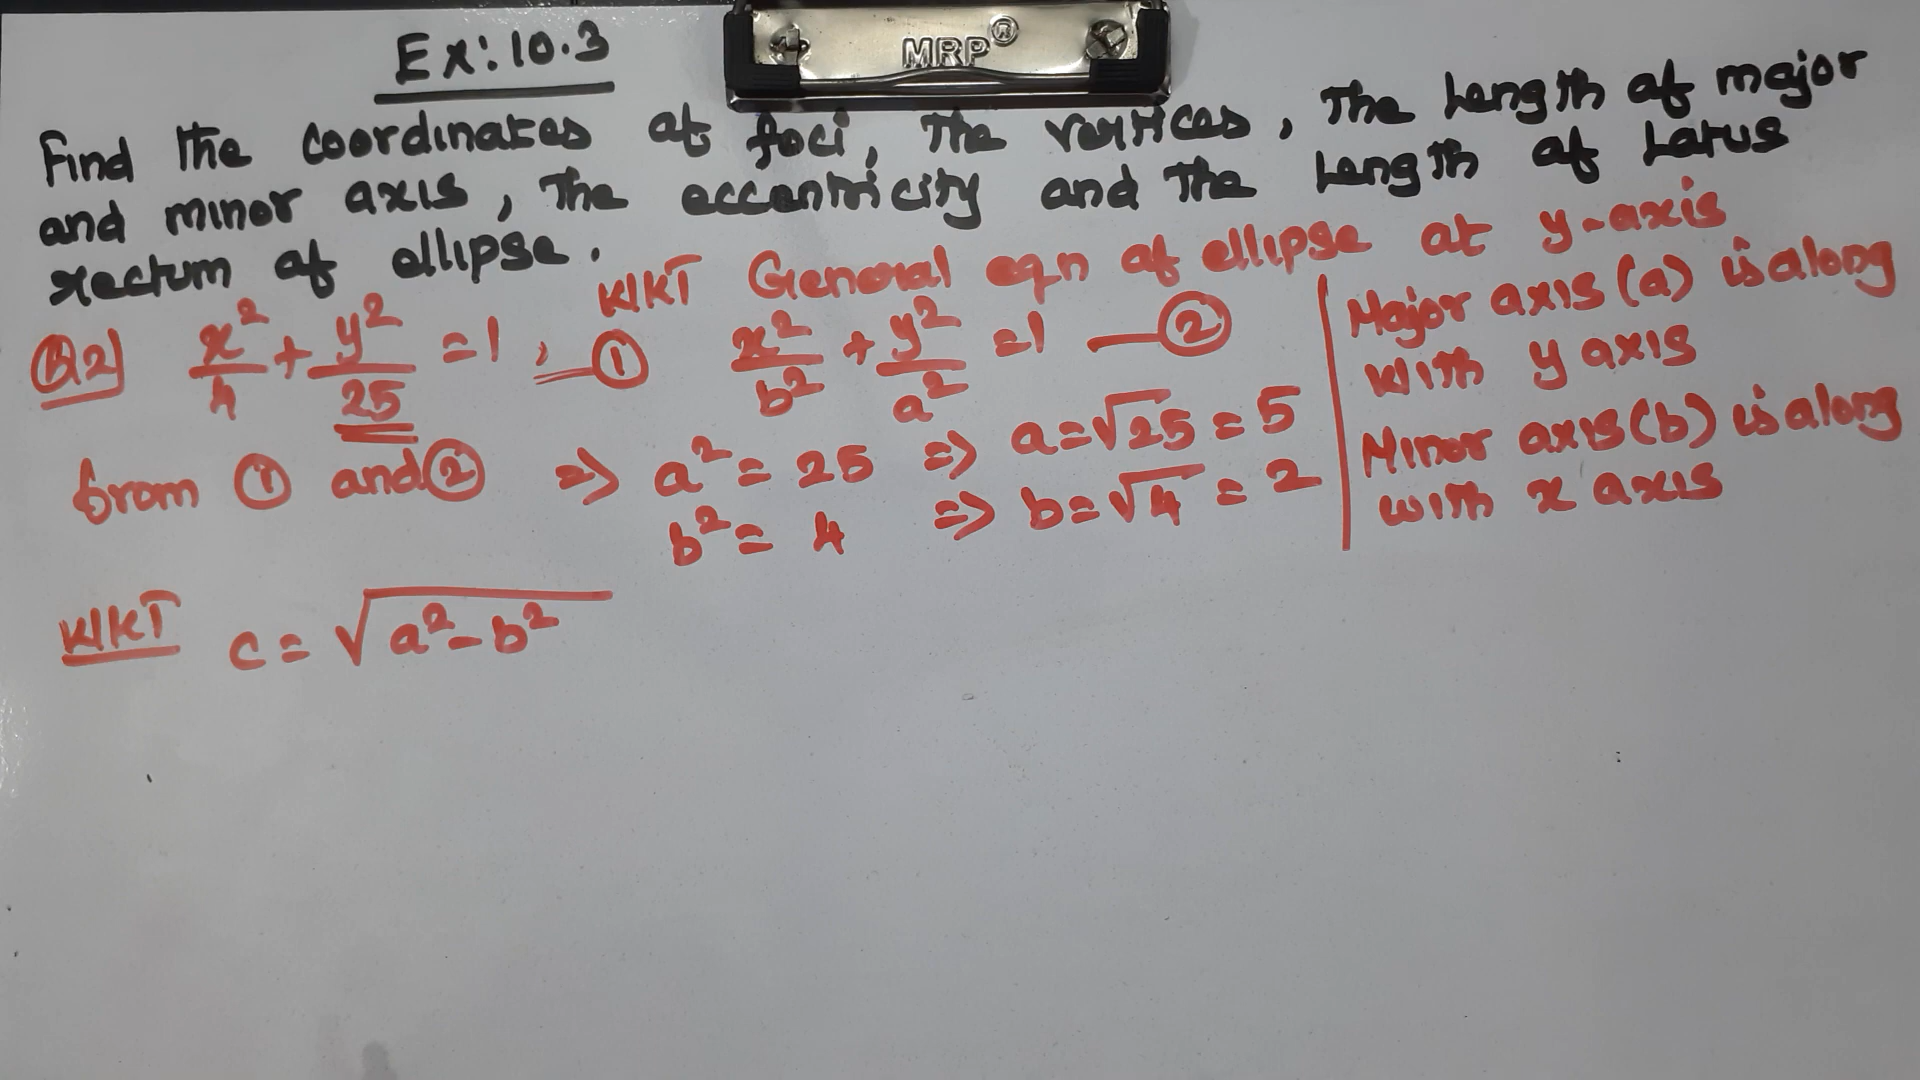 Ex: 10.3
MRP®
Find the coordinates of foci, The vertices, The Length of major
and minor axis, The eccentricity and The Length of Latus
rectum of ellipse.
W/KT General eqn of ellipse at y-axis
Q2) x²/4 + y²/25 = 1, — ① x²/b² + y²/a² = 1 — ②
Major axis (a) is along
with y axis
Minor axis (b) is along
with x axis
from ① and ② => a² = 25 => a = √25 = 5
b² = 4 => b = √4 = 2
W/KT c = √a² - b²